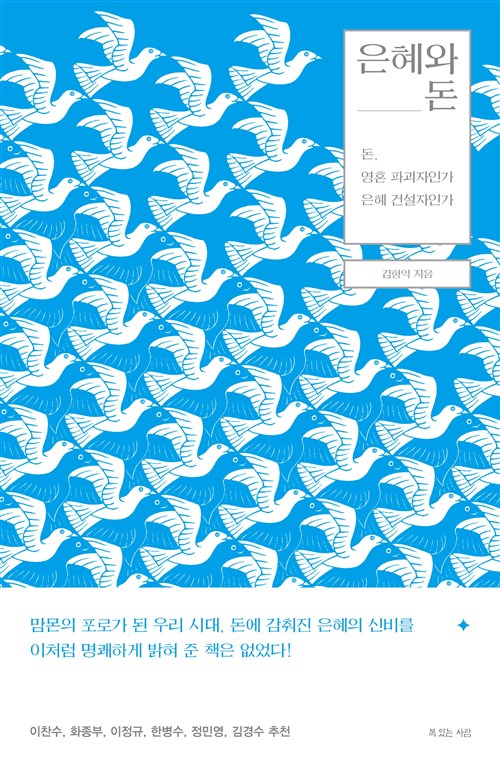 은혜와
돈
돈,
영혼 파괴자인가
은혜 건설자인가
김형익 지음
맘몬의 포로가 된 우리 시대, 돈에 감춰진 은혜의 신비를
이처럼 명쾌하게 밝혀 준 책은 없었다!
이찬수, 화종부, 이정규, 한병수, 정민영, 김경수 추천
복 있는 사람